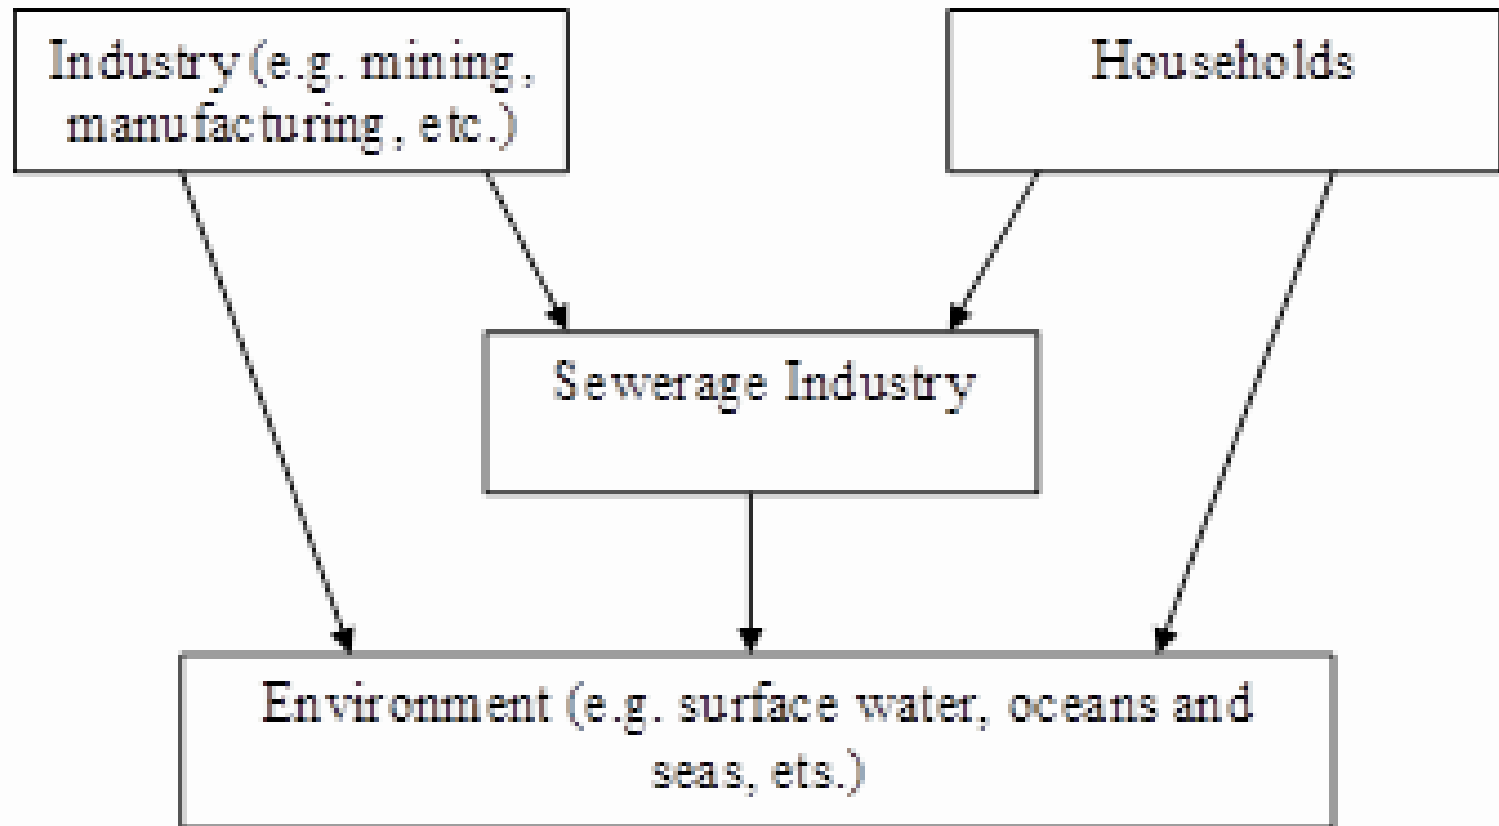 Industry (e.g. mining,
manufacturing, etc.)
Households
Sewerage Industry
Environment (e.g. surface water, oceans and
seas, ets.)